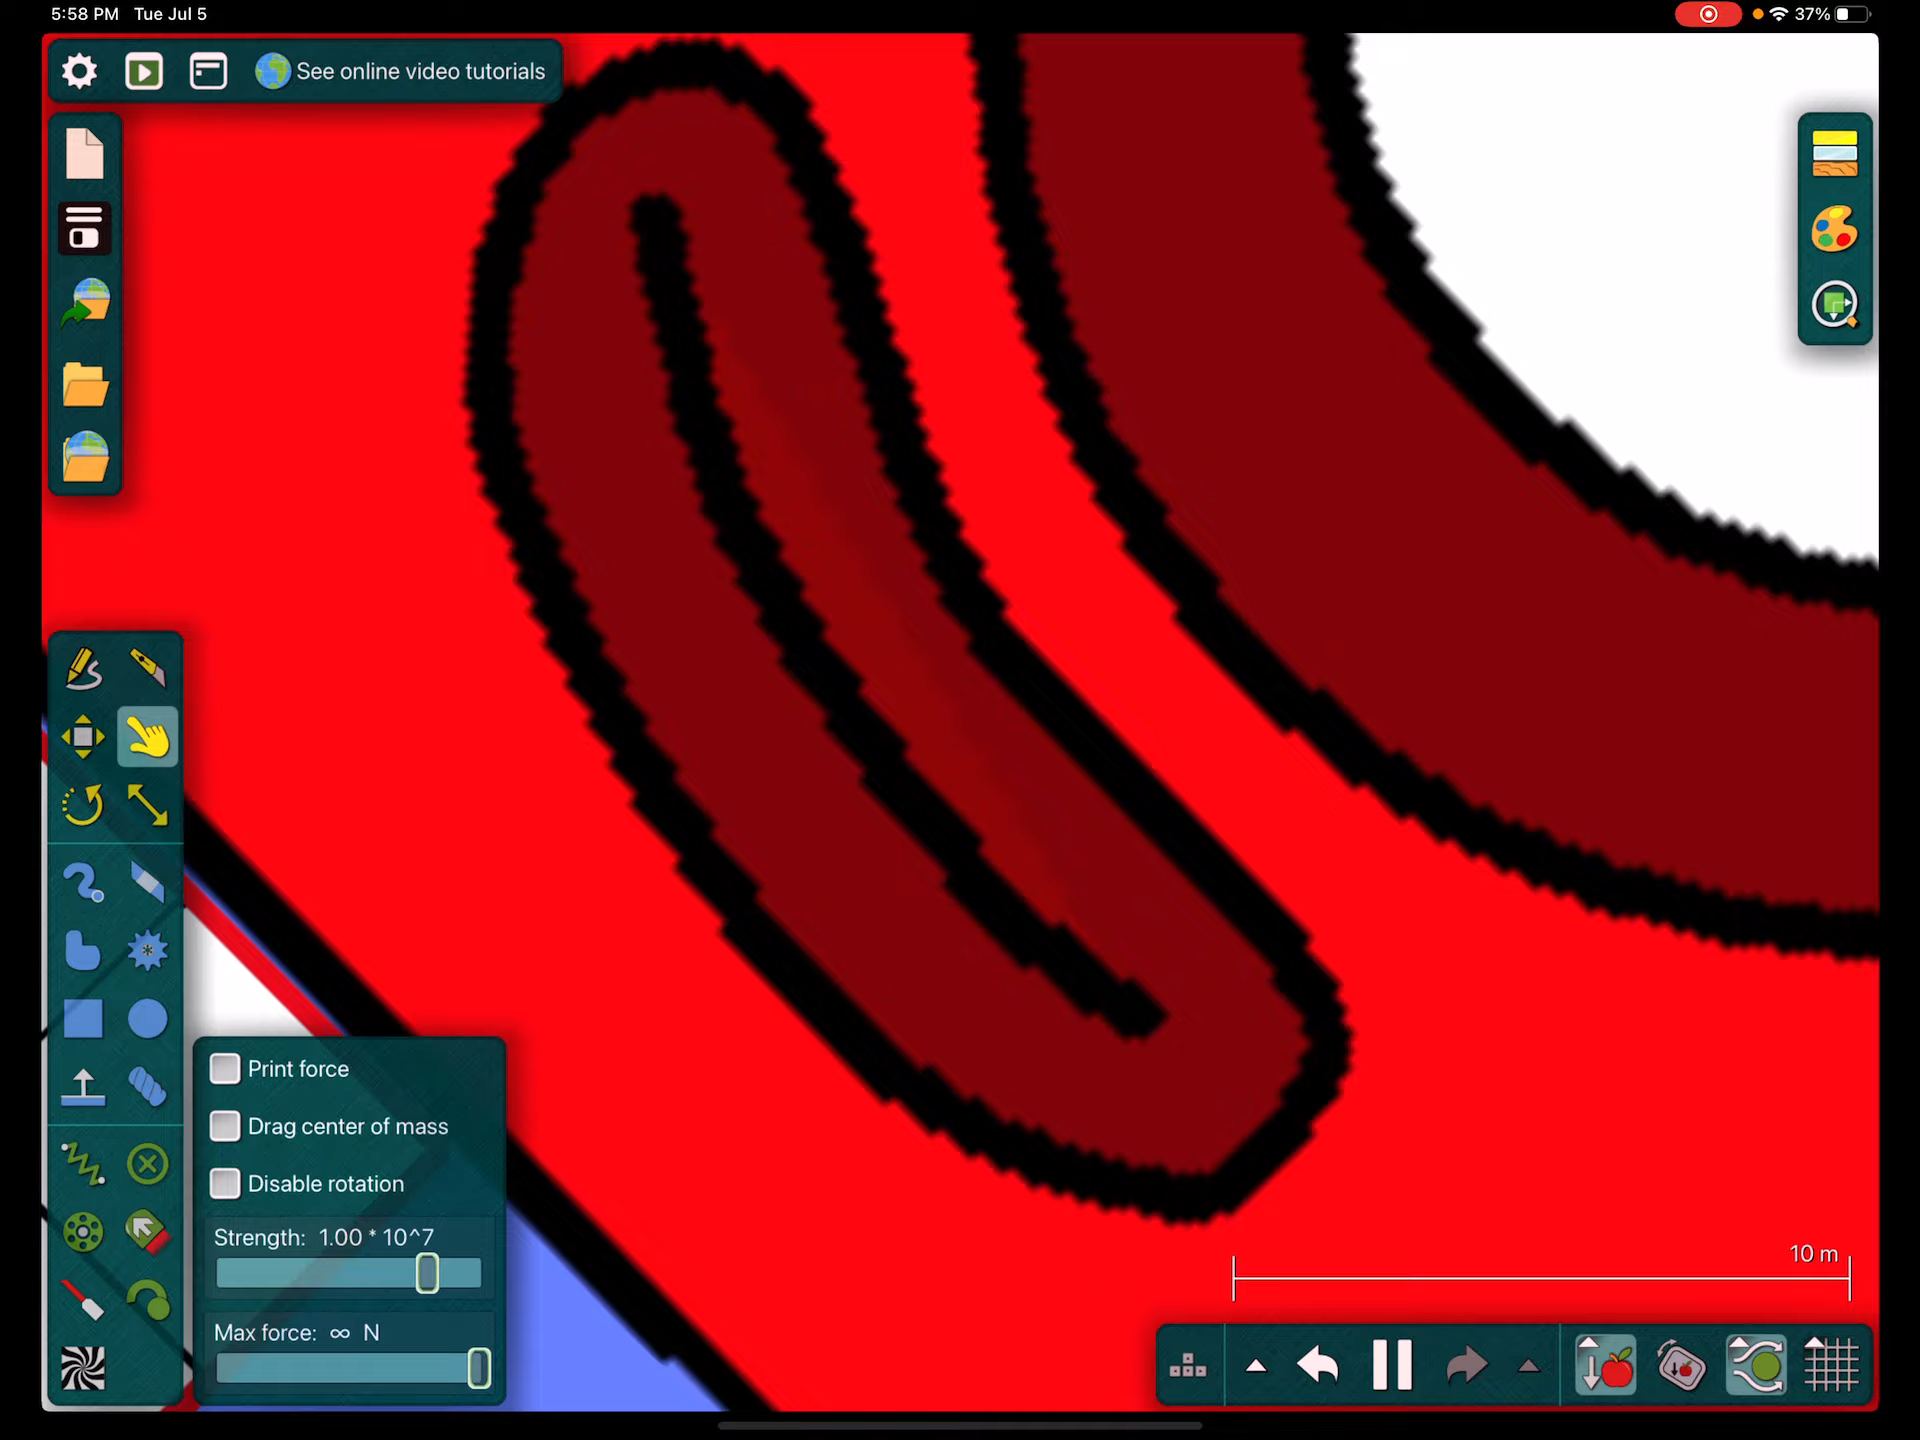 5:58 PM Tue Jul 5
37%
See online video tutorials
Print force
Drag center of mass
Disable rotation
Strength: 1.00 * 10^7
Max force: ∞ N
10 m